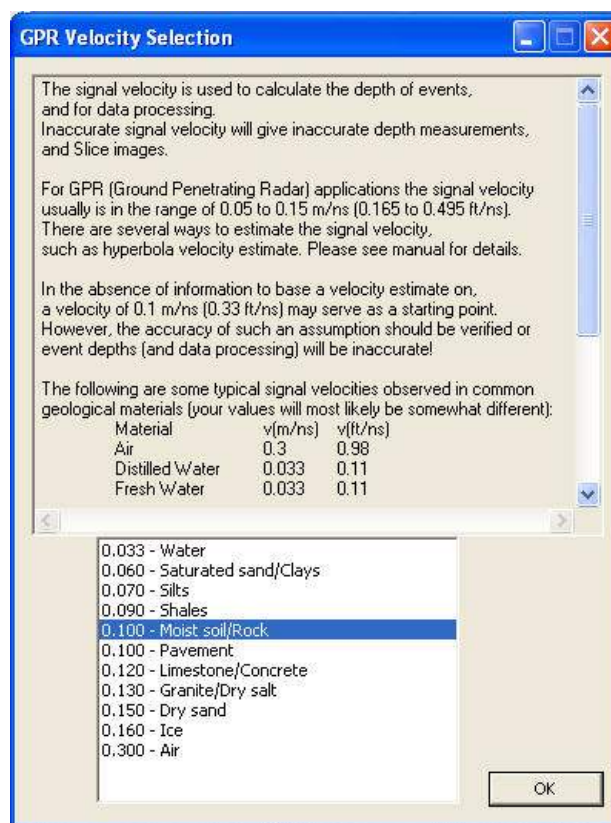 GPR Velocity Selection
The signal velocity is used to calculate the depth of events,
and for data processing.
Inaccurate signal velocity will give inaccurate depth measurements,
and Slice images.
For GPR (Ground Penetrating Radar) applications the signal velocity
usually is in the range of 0.05 to 0.15 m/ns (0.165 to 0.495 ft/ns).
There are several ways to estimate the signal velocity,
such as hyperbola velocity estimate. Please see manual for details.
In the absence of information to base a velocity estimate on,
a velocity of 0.1 m/ns (0.33 ft/ns) may serve as a starting point.
However, the accuracy of such an assumption should be verified or
event depths (and data processing) will be inaccurate!
The following are some typical signal velocities observed in common
geological materials (your values will most likely be somewhat different):
Material v(m/ns) v(ft/ns)
Air 0.3 0.98
Distilled Water 0.033 0.11
Fresh Water 0.033 0.11
0.033 - Water
0.060 - Saturated sand/Clays
0.070 - Silts
0.090 - Shales
0.100 - Moist soil/Rock
0.100 - Pavement
0.120 - Limestone/Concrete
0.130 - Granite/Dry salt
0.150 - Dry sand
0.160 - Ice
0.300 - Air
OK